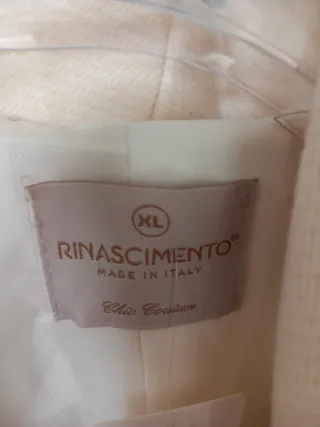 XL
RINASCIMENTO®
MADE IN ITALY
Chic Couture